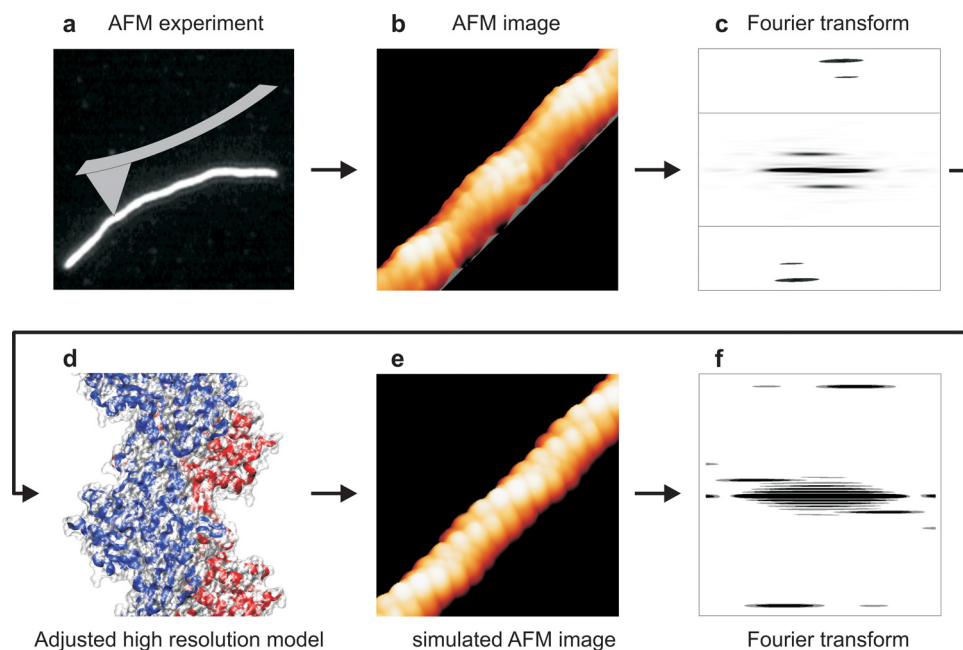 a AFM experiment
b AFM image
c Fourier transform
d
e
f
Adjusted high resolution model
simulated AFM image
Fourier transform